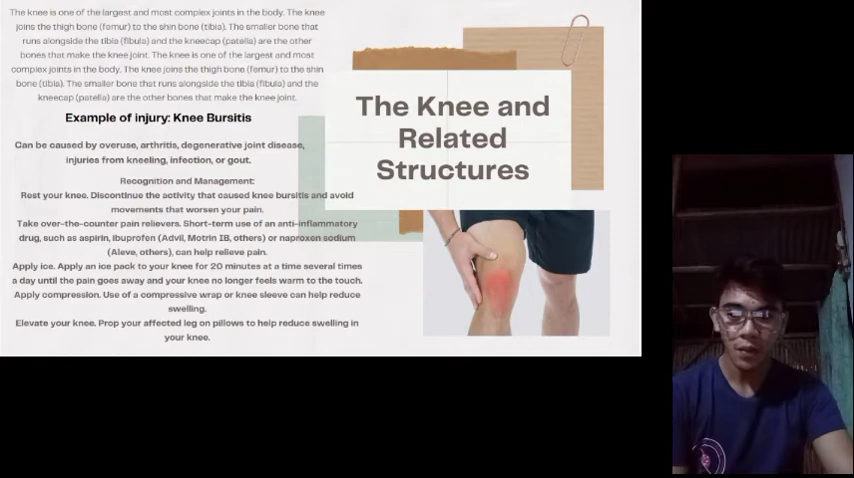 The knee is one of the largest and most complex joints in the body. The knee
joins the thigh bone (femur) to the shin bone (tibia). The smaller bone that
runs alongside the tibia (fibula) and the kneecap (patella) are the other
bones that make the knee joint. The knee is one of the largest and most
complex joints in the body. The knee joins the thigh bone (femur) to the shin
bone (tibia). The smaller bone that runs alongside the tibia (fibula) and the
kneecap (patella) are the other bones that make the knee joint.
Example of injury: Knee Bursitis
Can be caused by overuse, arthritis, degenerative joint disease,
injuries from kneeling, infection, or gout.
Recognition and Management:
Rest your knee. Discontinue the activity that caused knee bursitis and avoid
movements that worsen your pain.
Take over-the-counter pain relievers. Short-term use of an anti-inflammatory
drug, such as aspirin, ibuprofen (Advil, Motrin IB, others) or naproxen sodium
(Aleve, others), can help relieve pain.
Apply ice. Apply an ice pack to your knee for 20 minutes at a time several times
a day until the pain goes away and your knee no longer feels warm to the touch.
Apply compression. Use of a compressive wrap or knee sleeve can help reduce
swelling.
Elevate your knee. Prop your affected leg on pillows to help reduce swelling in
your knee.
The Knee and
Related
Structures